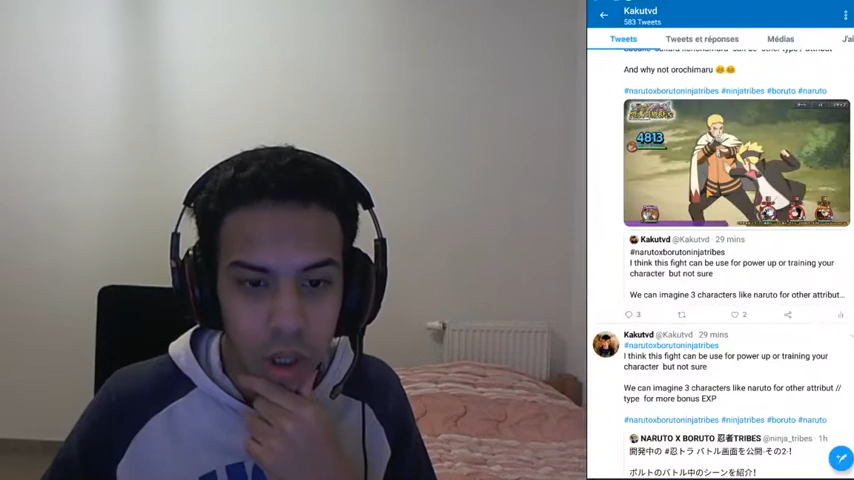 Kakutvd
583 Tweets
Tweets
Tweets et réponses
Médias
J'ai
And why not orochimaru
#narutoxborutoninjatribes #ninjatribes #boruto #naruto
4813
Kakutvd @Kakutvd · 29 mins
#narutoxborutoninjatribes
I think this fight can be use for power up or training your
character but not sure
We can imagine 3 characters like naruto for other attribut...
3
2
Kakutvd @Kakutvd · 29 mins
#narutoxborutoninjatribes
I think this fight can be use for power up or training your
character but not sure
We can imagine 3 characters like naruto for other attribut //
type for more bonus EXP
#narutoxborutoninjatribes #ninjatribes #boruto #naruto
NARUTO X BORUTO 忍者TRIBES @ninja_tribes · 1h
開発中の #忍トラ バトル画面を公開-その2-!
ボルトのバトル中のシーンを紹介!